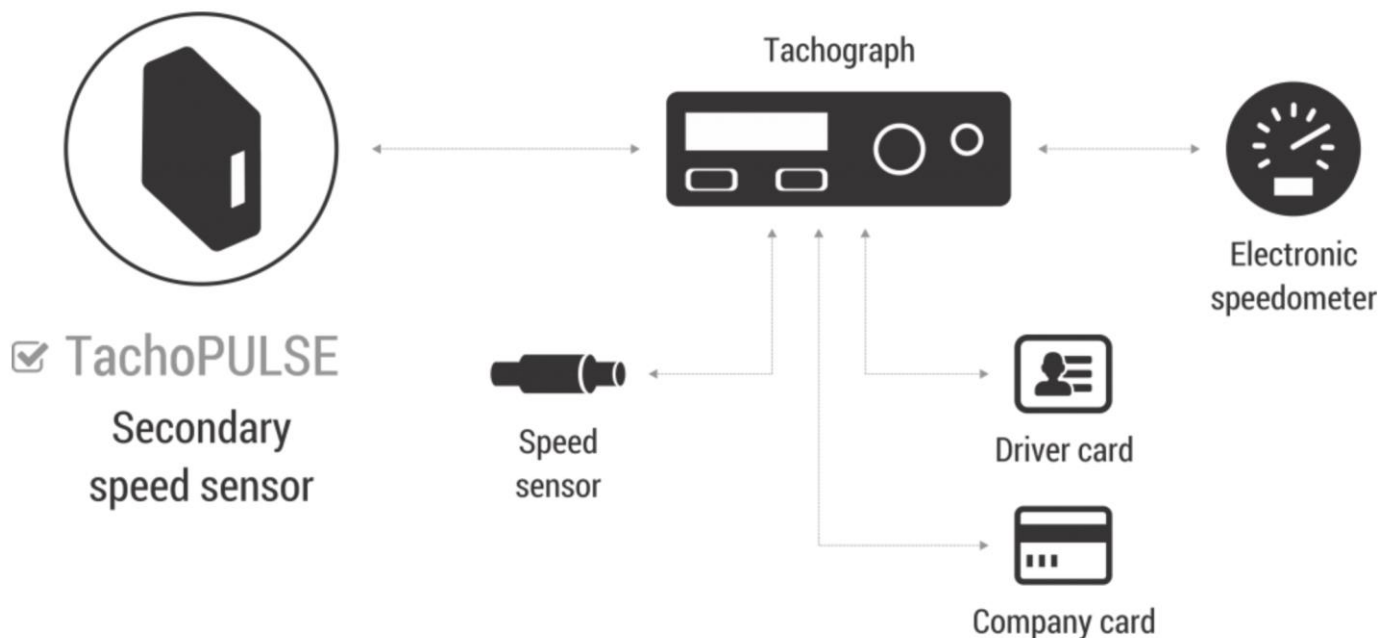 Tachograph
Electronic
speedometer
TachoPULSE
Secondary
speed sensor
Speed
sensor
Driver card
Company card